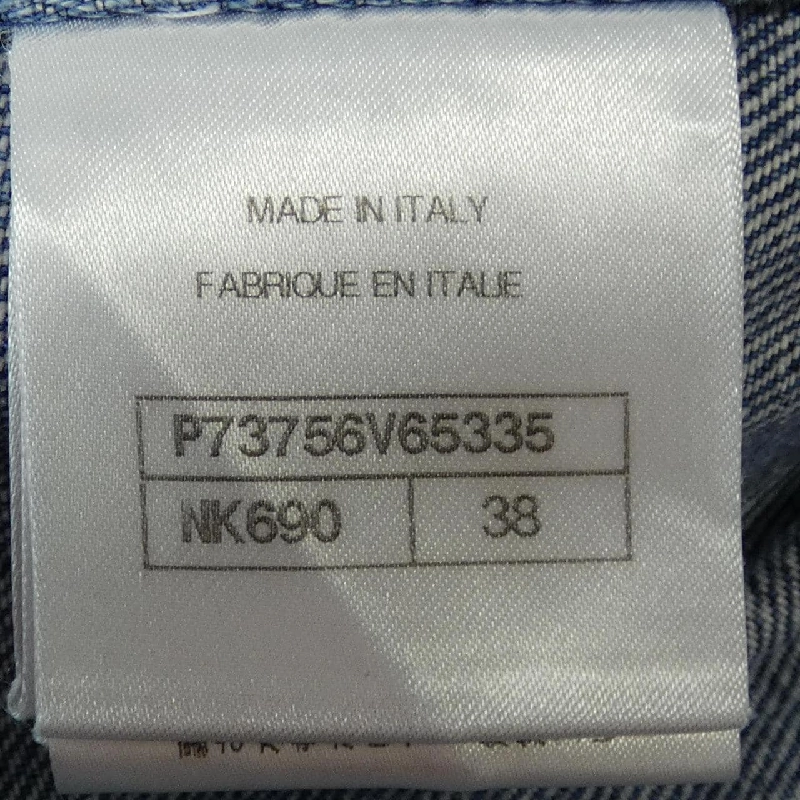 MADE IN ITALY
FABRIQUE EN ITALIE
P73756V65335
NK690 38